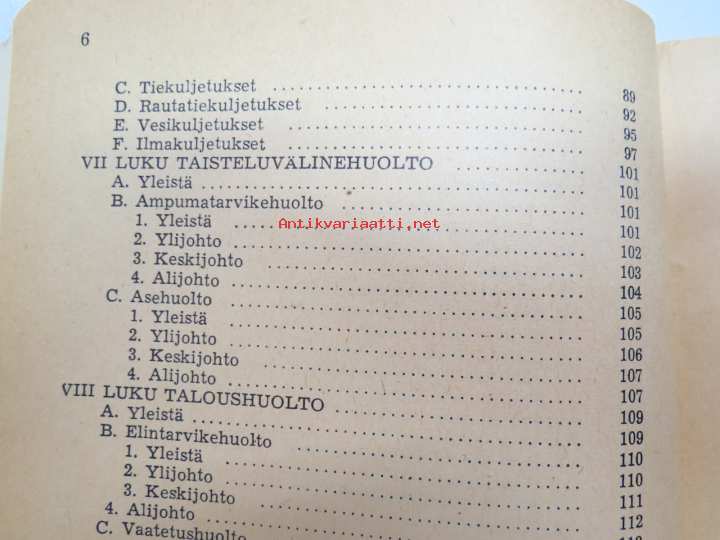 6
C. Tiekuljetukset ........ 89
D. Rautatiekuljetukset ........ 92
E. Vesikuljetukset ........ 95
F. Ilmakuljetukset ........ 97
VII LUKU TAISTELUVÄLINEHUOLTO ........ 101
A. Yleistä ........ 101
B. Ampumatarvikehuolto ........ 101
1. Yleistä ........ 101
Antikvariaatti.net
2. Ylijohto ........ 102
3. Keskijohto ........ 103
4. Alijohto ........ 104
C. Asehuolto ........ 105
1. Yleistä ........ 105
2. Ylijohto ........ 106
3. Keskijohto ........ 107
4. Alijohto ........ 107
VIII LUKU TALOUSHUOLTO ........ 109
A. Yleistä ........ 109
B. Elintarvikehuolto ........ 110
1. Yleistä ........ 110
2. Ylijohto ........ 111
3. Keskijohto ........ 112
4. Alijohto ........ 113
C. Vaatetushuolto ........